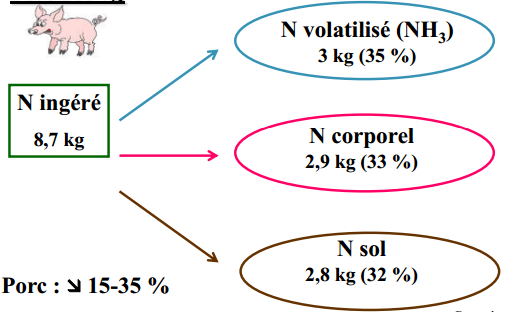 N ingéré
8,7 kg
N volatilisé (NH₃)
3 kg (35 %)
N corporel
2,9 kg (33 %)
N sol
2,8 kg (32 %)
Porc : ↘ 15-35 %